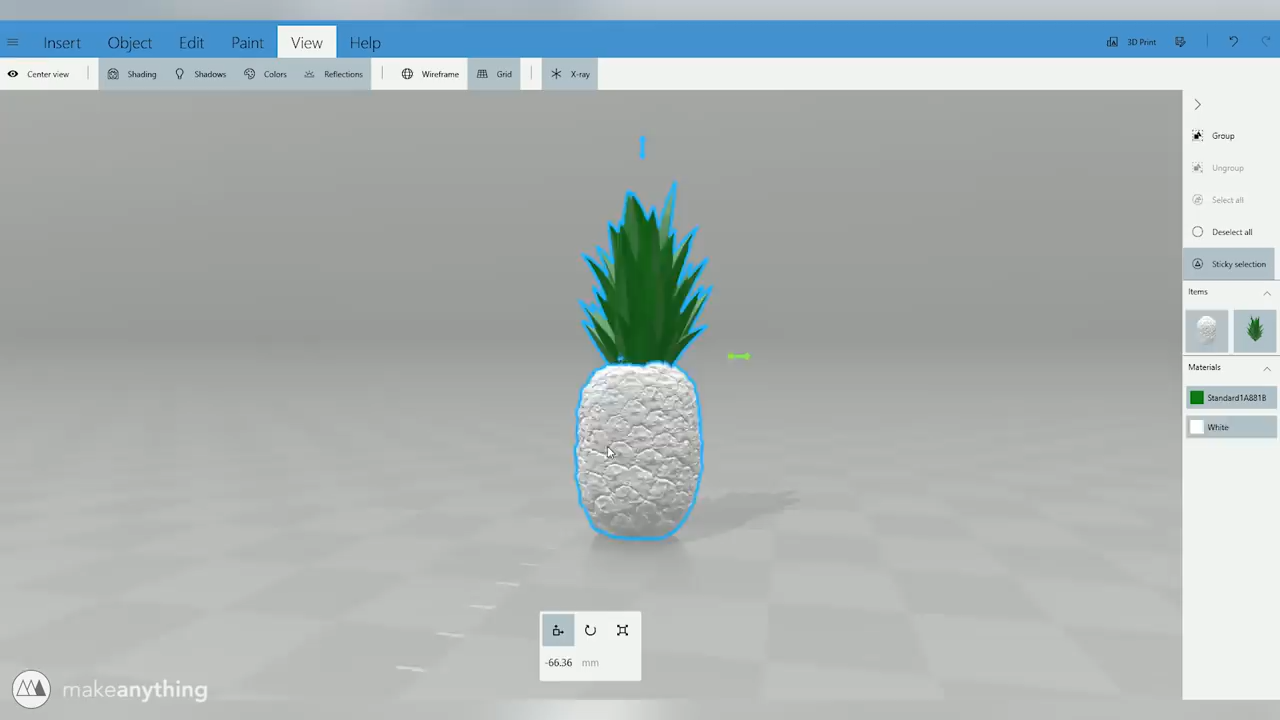 Insert Object Edit Paint View Help 3D Print
Center view Shading Shadows Colors Reflections Wireframe Grid X-ray
Group
Ungroup
Select all
Deselect all
Sticky selection
Items
Materials
Standard1A881B
White
-66.36 mm
makeanything